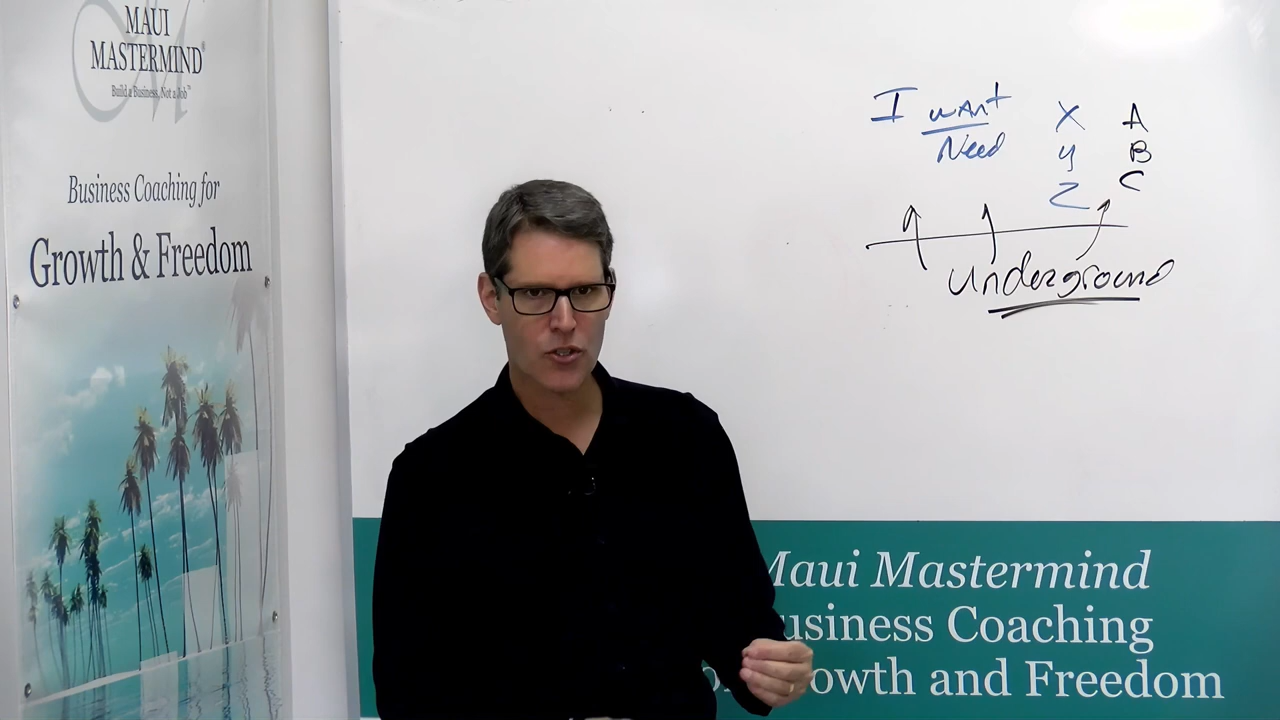 MAUI
MASTERMIND®
Build a Business, Not a Job™
Business Coaching for
Growth & Freedom
I want X A
Need y B
Z C
underground
Maui Mastermind
usiness Coaching
owth and Freedom